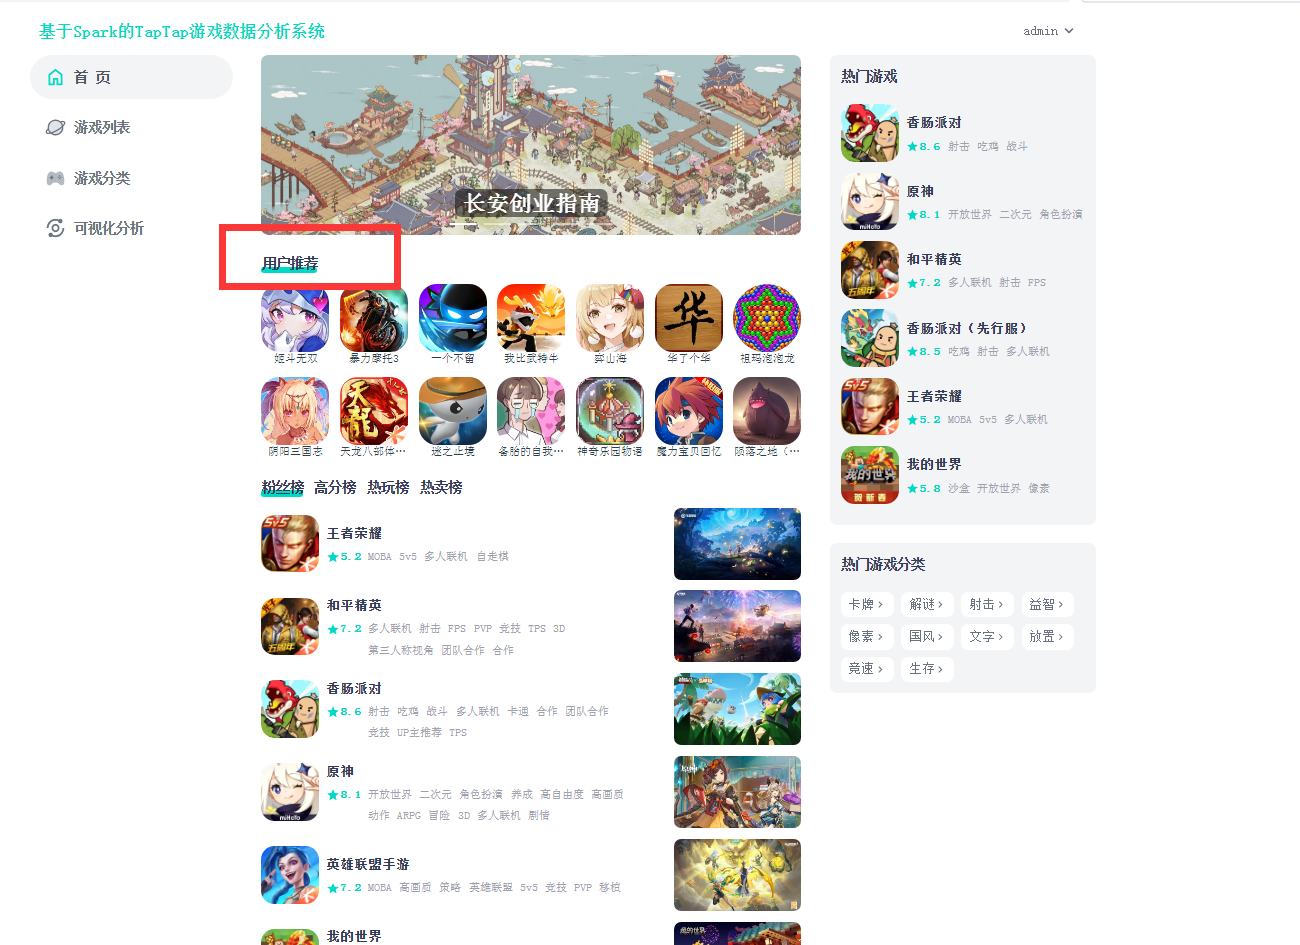 基于Spark的TapTap游戏数据分析系统
admin
首 页
游戏列表
游戏分类
可视化分析
长安创业指南
用户推荐
姬斗无双
暴力摩托3
一个不留
我比武特牛
弈山海
华了个华
祖玛泡泡龙
阴阳三国志
天龙八部体…
迷之止境
备胎的自我…
神奇乐园物语
魔力宝贝回忆
陨落之地（…
粉丝榜 高分榜 热玩榜 热卖榜
王者荣耀
★5.2 MOBA 5v5 多人联机 自走棋
和平精英
★7.2 多人联机 射击 FPS PVP 竞技 TPS 3D
第三人称视角 团队合作 合作
香肠派对
★8.6 射击 吃鸡 战斗 多人联机 卡通 合作 团队合作
竞技 UP主推荐 TPS
原神
★8.1 开放世界 二次元 角色扮演 养成 高自由度 高画质
动作 ARPG 冒险 3D 多人联机 剧情
英雄联盟手游
★7.2 MOBA 高画质 策略 英雄联盟 5v5 竞技 PVP 移植
我的世界
热门游戏
香肠派对
★8.6 射击 吃鸡 战斗
原神
★8.1 开放世界 二次元 角色扮演
和平精英
★7.2 多人联机 射击 FPS
香肠派对（先行服）
★8.5 吃鸡 射击 多人联机
王者荣耀
★5.2 MOBA 5v5 多人联机
我的世界
★5.8 沙盒 开放世界 像素
热门游戏分类
卡牌 › 解谜 › 射击 › 益智 ›
像素 › 国风 › 文字 › 放置 ›
竞速 › 生存 ›
华
天龙
5v5
五周年
miHoYo
我的世界
贺新春